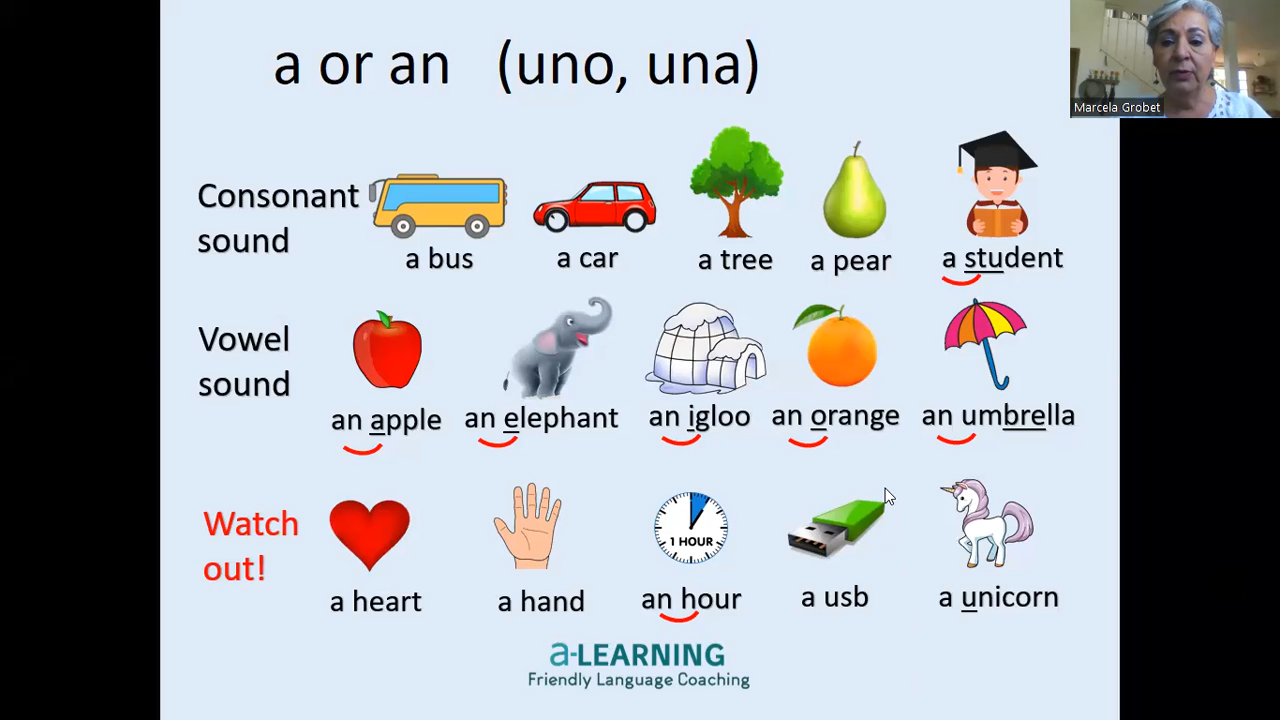 a or an (uno, una)
Marcela Grobet
Consonant
sound
a bus
a car
a tree
a pear
a student
Vowel
sound
an apple
an elephant
an igloo
an orange
an umbrella
Watch
out!
1 HOUR
a heart
a hand
an hour
a usb
a unicorn
a-LEARNING
Friendly Language Coaching